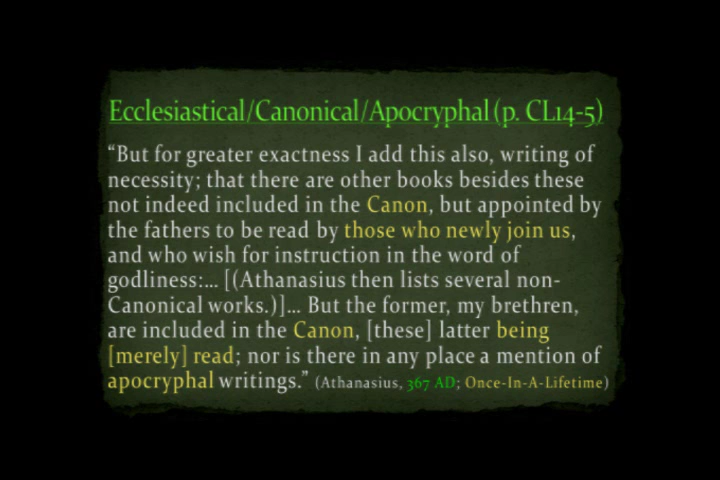 Ecclesiastical/Canonical/Apocryphal (p. CL14-5)
“But for greater exactness I add this also, writing of
necessity; that there are other books besides these
not indeed included in the Canon, but appointed by
the fathers to be read by those who newly join us,
and who wish for instruction in the word of
godliness:... [(Athanasius then lists several non-
Canonical works.)]... But the former, my brethren,
are included in the Canon, [these] latter being
[merely] read; nor is there in any place a mention of
apocryphal writings.” (Athanasius, 367 AD; Once-In-A-Lifetime)